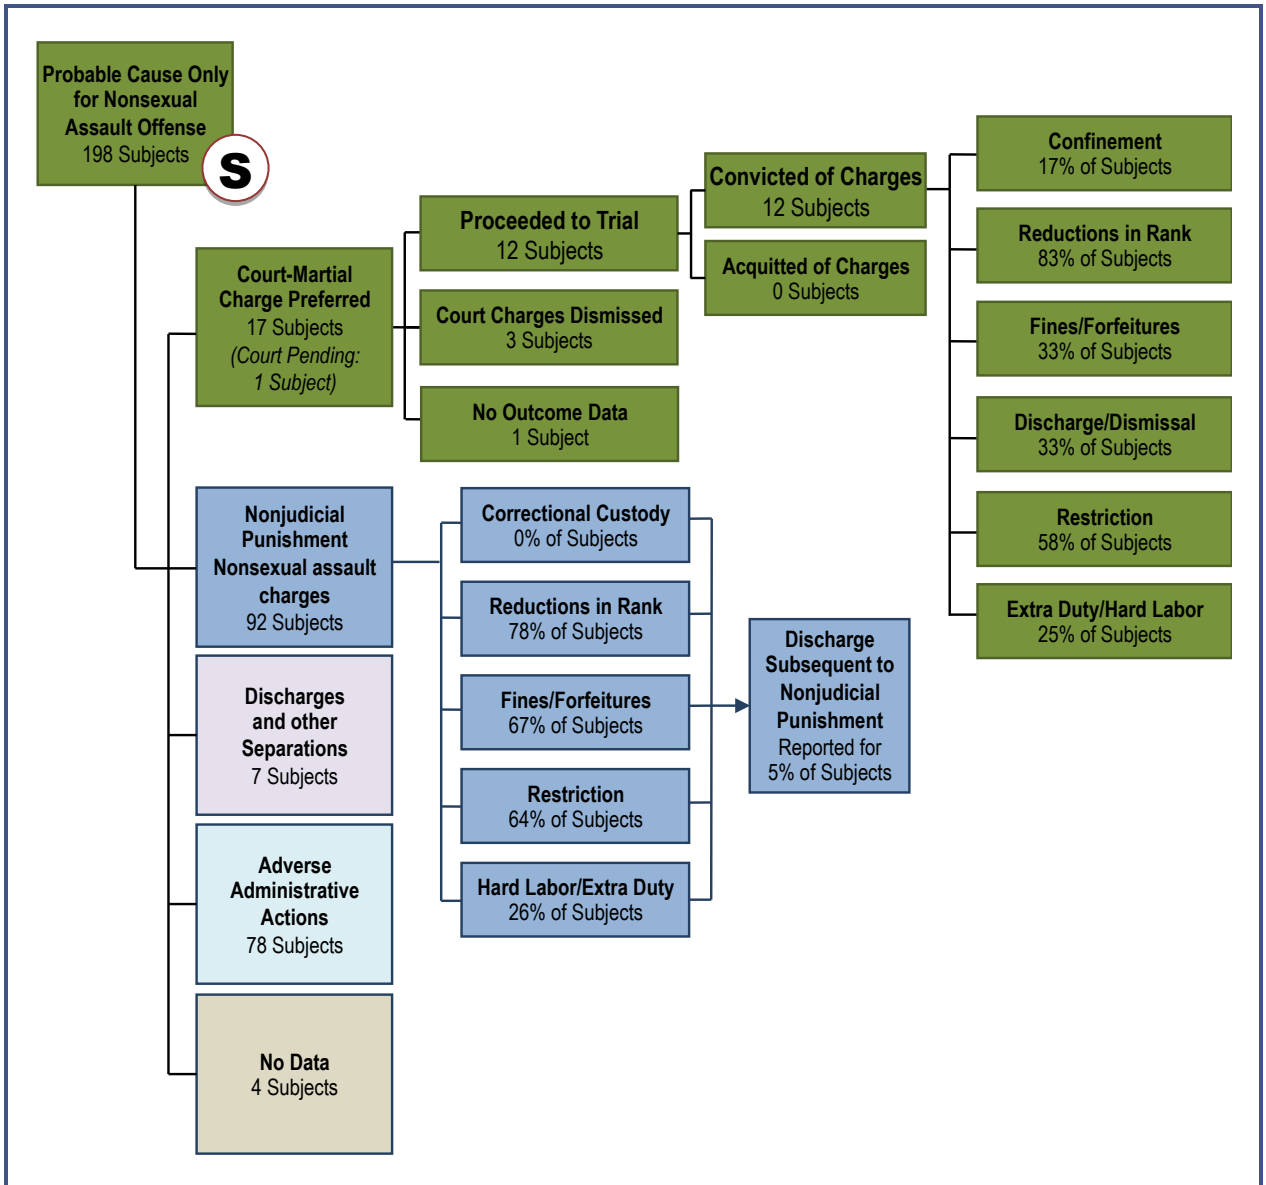 Probable Cause Only
for Nonsexual
Assault Offense
198 Subjects
S
Court-Martial
Charge Preferred
17 Subjects
(Court Pending:
1 Subject)
Proceeded to Trial
12 Subjects
Court Charges Dismissed
3 Subjects
No Outcome Data
1 Subject
Convicted of Charges
12 Subjects
Acquitted of Charges
0 Subjects
Confinement
17% of Subjects
Reductions in Rank
83% of Subjects
Fines/Forfeitures
33% of Subjects
Discharge/Dismissal
33% of Subjects
Restriction
58% of Subjects
Extra Duty/Hard Labor
25% of Subjects
Nonjudicial
Punishment
Nonsexual assault
charges
92 Subjects
Correctional Custody
0% of Subjects
Reductions in Rank
78% of Subjects
Fines/Forfeitures
67% of Subjects
Restriction
64% of Subjects
Hard Labor/Extra Duty
26% of Subjects
Discharge
Subsequent to
Nonjudicial
Punishment
Reported for
5% of Subjects
Discharges
and other
Separations
7 Subjects
Adverse
Administrative
Actions
78 Subjects
No Data
4 Subjects